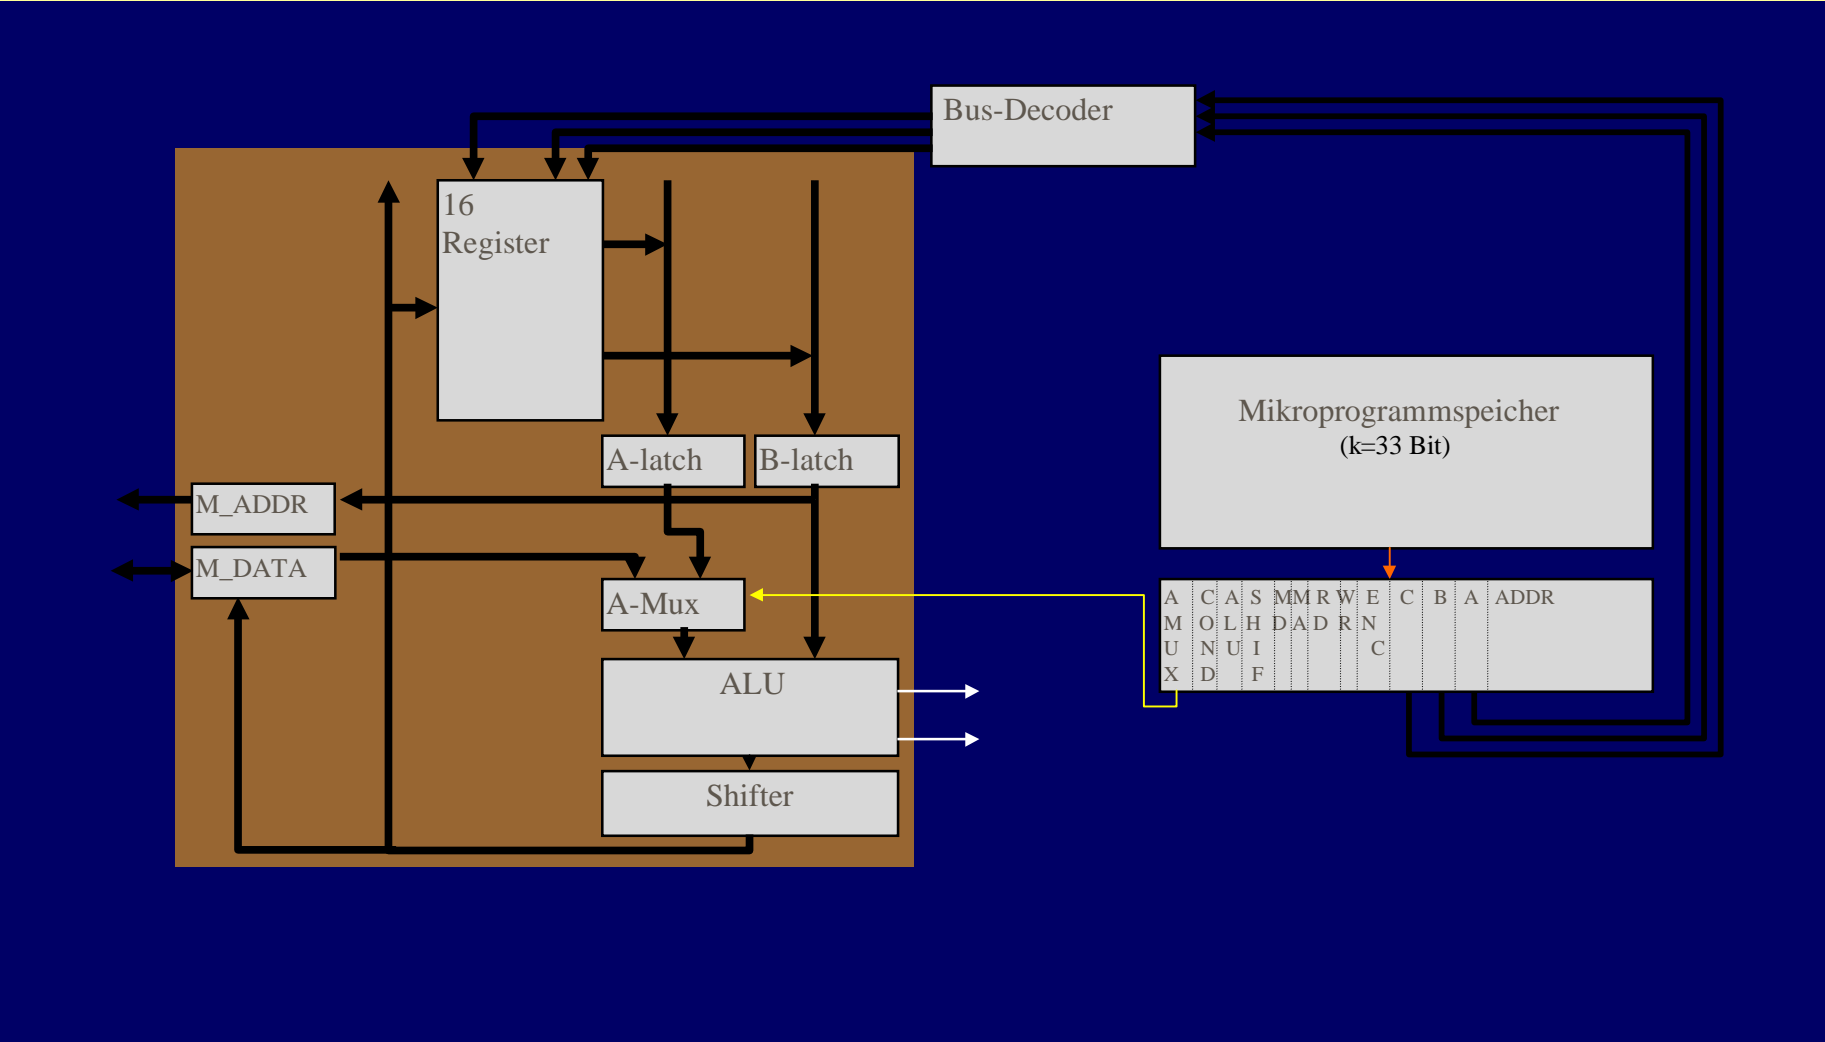 Bus-Decoder
16
Register
A-latch
B-latch
M_ADDR
M_DATA
A-Mux
ALU
Shifter
Mikroprogrammspeicher
(k=33 Bit)
A C A S M M R W E C B A ADDR
M O L H D A D R N
U N U I C
X D F